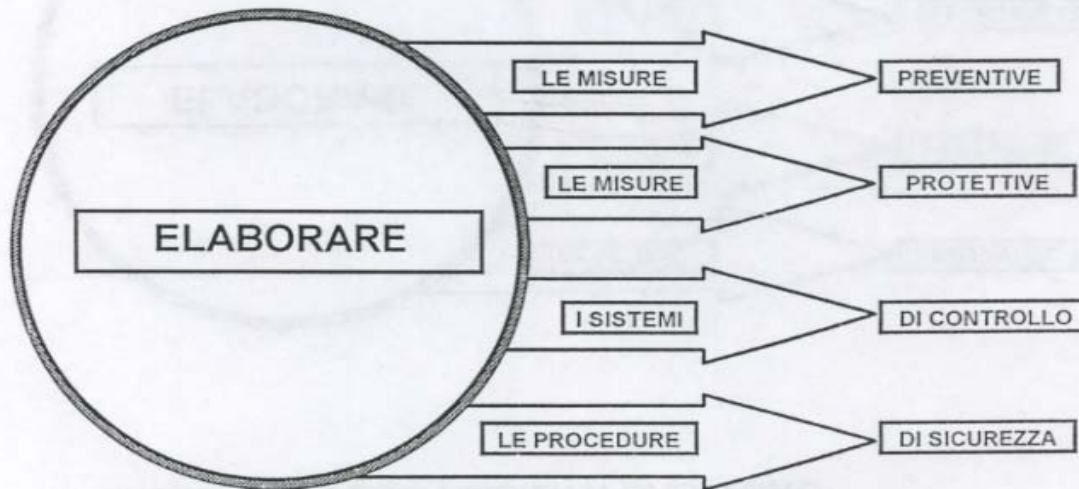 ELABORARE
LE MISURE PREVENTIVE
LE MISURE PROTETTIVE
I SISTEMI DI CONTROLLO
LE PROCEDURE DI SICUREZZA